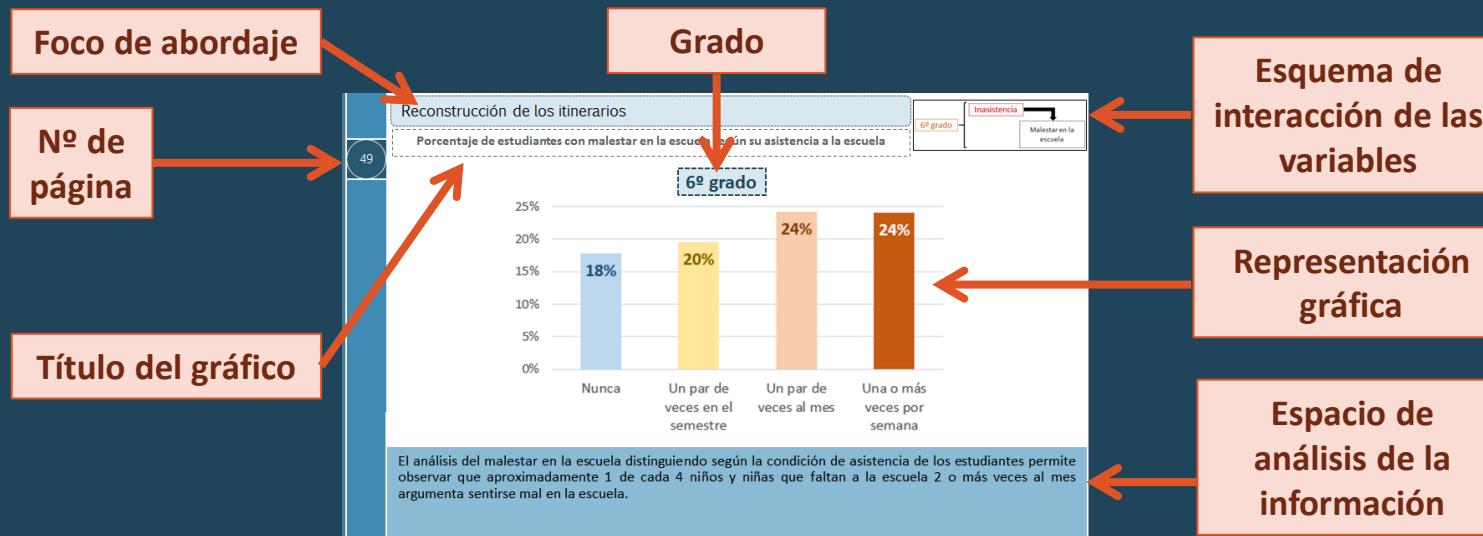 Foco de abordaje
Grado
Esquema de
interacción de las
variables
Nº de
página
Reconstrucción de los itinerarios
6º grado
Inasistencia
Malestar en la
escuela
49
Porcentaje de estudiantes con malestar en la escuela según su asistencia a la escuela
6º grado
25%
20%
15%
10%
5%
0%
18%
20%
24%
24%
Nunca
Un par de
veces en el
semestre
Un par de
veces al mes
Una o más
veces por
semana
Representación
gráfica
Título del gráfico
Espacio de
análisis de la
información
El análisis del malestar en la escuela distinguiendo según la condición de asistencia de los estudiantes permite
observar que aproximadamente 1 de cada 4 niños y niñas que faltan a la escuela 2 o más veces al mes
argumenta sentirse mal en la escuela.